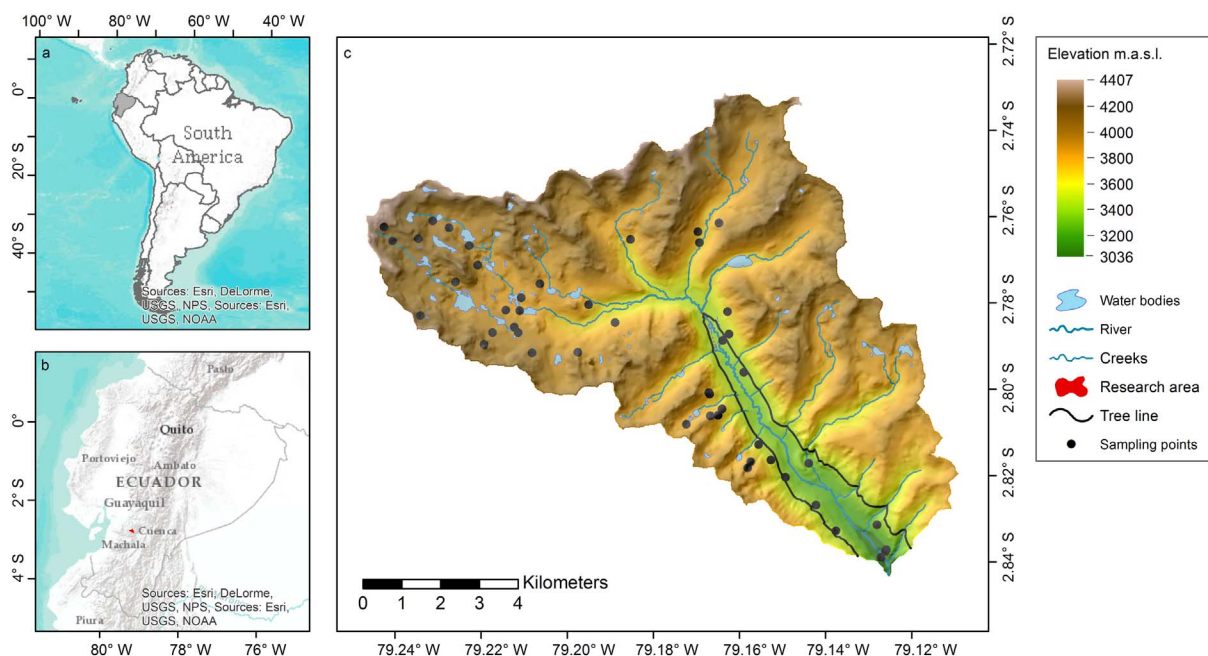 100° W 80° W 60° W 40° W
a
0°
20° S
40° S
South
America
Sources: Esri, DeLorme,
USGS, NPS, Sources: Esri,
USGS, NOAA
b
0°
2° S
4° S
Pasto
Quito
Portoviejo
Ambato
ECUADOR
Guayaquil
Cuenca
Machala
Piura
Sources: Esri, DeLorme,
USGS, NPS, Sources: Esri,
USGS, NOAA
80° W 78° W 76° W
c
Kilometers
0 1 2 3 4
79.24° W 79.22° W 79.20° W 79.18° W 79.16° W 79.14° W 79.12° W
2.72° S
2.74° S
2.76° S
2.78° S
2.80° S
2.82° S
2.84° S
Elevation m.a.s.l.
4407
4200
4000
3800
3600
3400
3200
3036
Water bodies
River
Creeks
Research area
Tree line
Sampling points